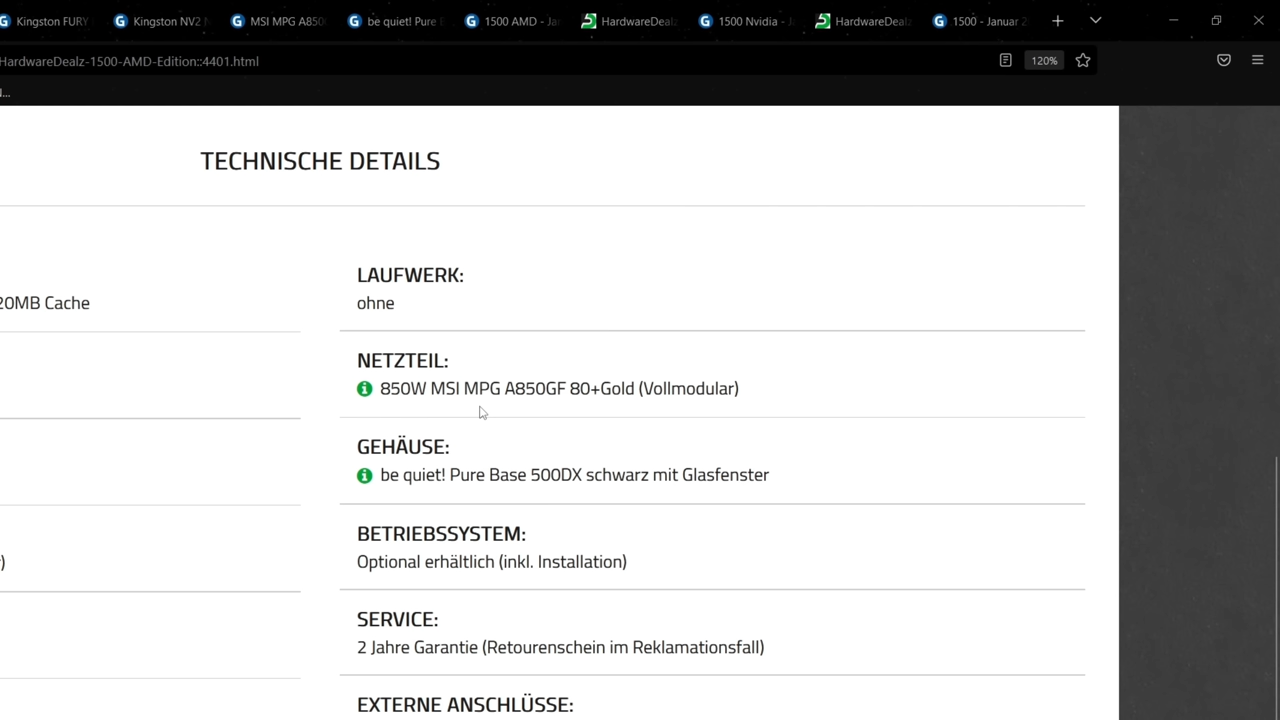 Kingston FURY
Kingston NV2
MSI MPG A850
be quiet! Pure
1500 AMD - Ja
HardwareDealz
1500 Nvidia - J
HardwareDealz
1500 - Januar 2
HardwareDealz-1500-AMD-Edition::4401.html
120%
TECHNISCHE DETAILS
20MB Cache
LAUFWERK:
ohne
NETZTEIL:
850W MSI MPG A850GF 80+Gold (Vollmodular)
GEHÄUSE:
be quiet! Pure Base 500DX schwarz mit Glasfenster
BETRIEBSSYSTEM:
Optional erhältlich (inkl. Installation)
SERVICE:
2 Jahre Garantie (Retourenschein im Reklamationsfall)
EXTERNE ANSCHLÜSSE: